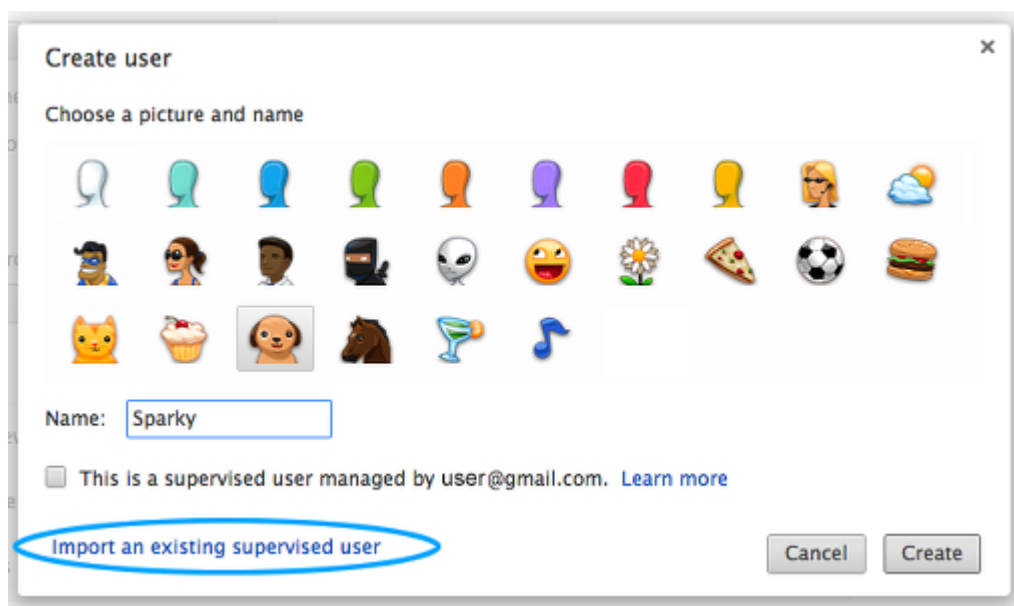 Create user
Choose a picture and name
Name: Sparky
This is a supervised user managed by user@gmail.com. Learn more
Import an existing supervised user
Cancel Create